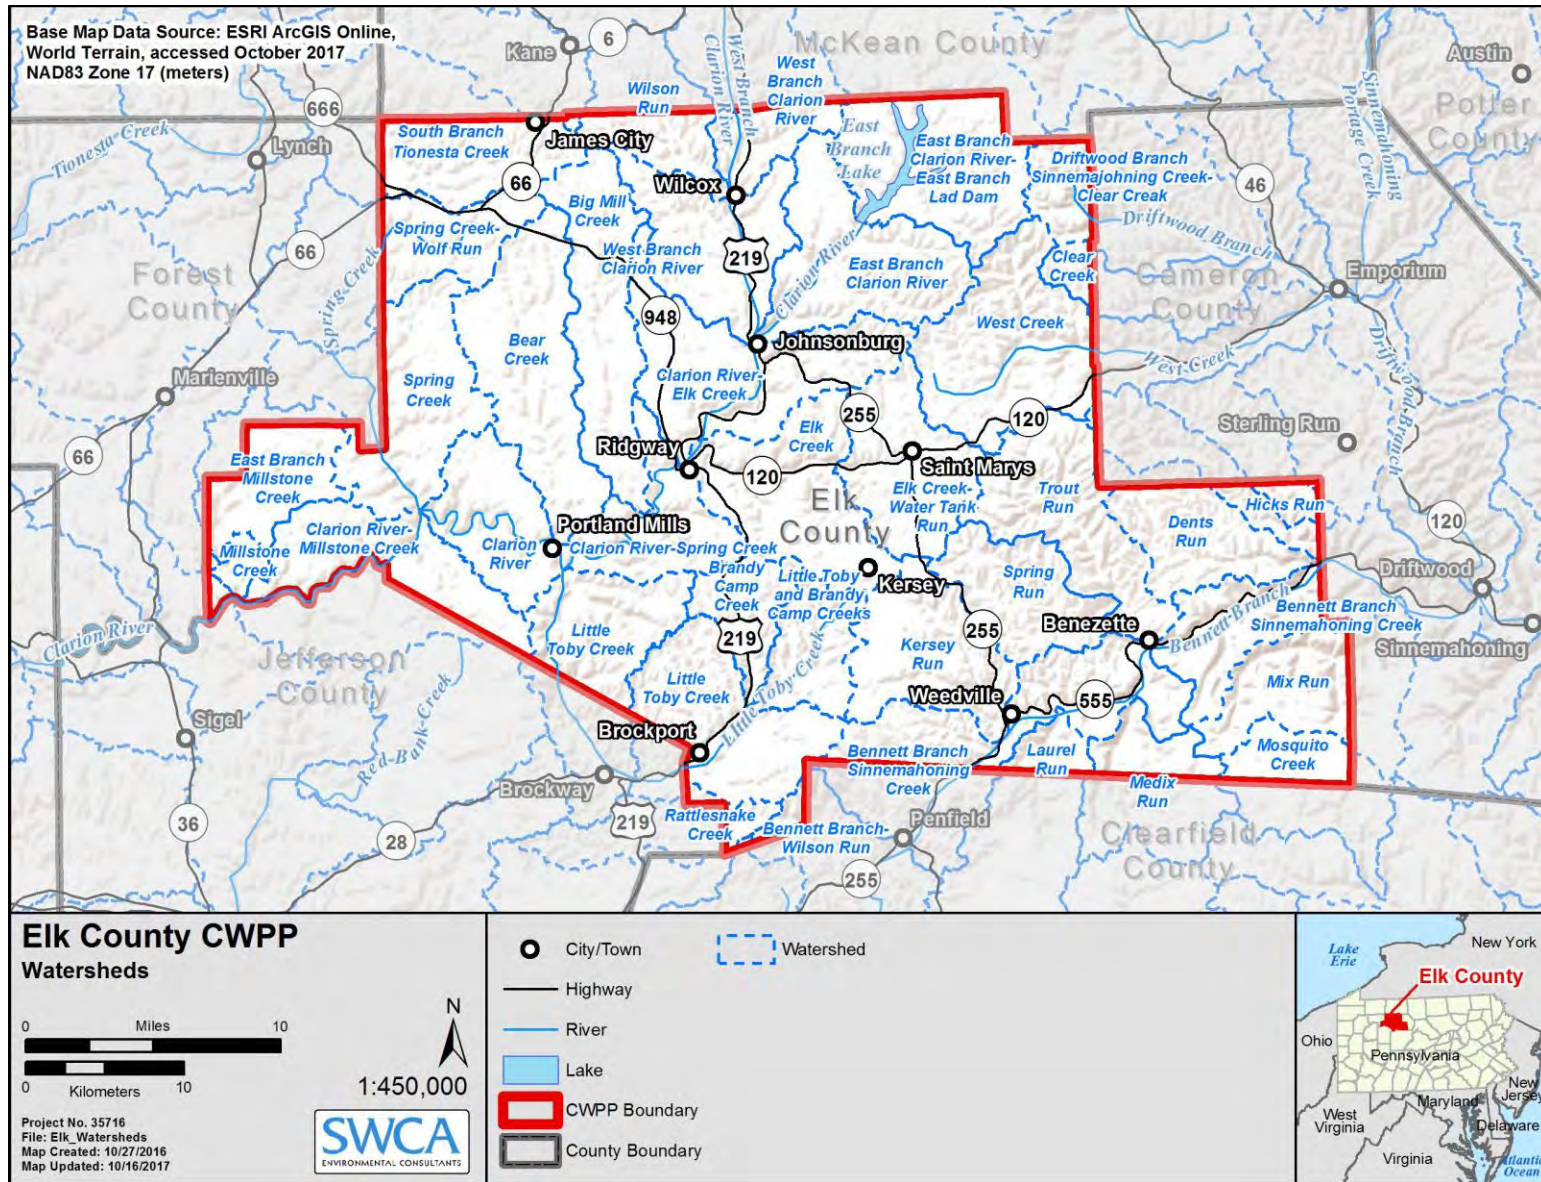 Base Map Data Source: ESRI ArcGIS Online,
World Terrain, accessed October 2017
NAD83 Zone 17 (meters)
Kane
6
McKean County
Austin
Potter
County
666
Lynch
Tionesta Creek
South Branch
Tionesta Creek
James City
Wilson
Run
West Branch
Clarion River
West
Branch
Clarion
River
East
Branch
Lake
East Branch
Clarion River-
East Branch
Lad Dam
Driftwood Branch
Sinnemajohning Creek-
Clear Creak
Sinnemahoning
Portage Creek
46
66
Wilcox
Big Mill
Creek
Spring Creek-
Wolf Run
66
West Branch
Clarion River
219
Clarion River
East Branch
Clarion River
Clear
Creek
Driftwood Branch
Cameron
County
Emporium
Forest
County
Spring Creek
948
Johnsonburg
West Creek
West Creek
Driftwood Branch
Bear
Creek
Marienville
Spring
Creek
Clarion River-
Elk Creek
255
Elk
Creek
120
Sterling Run
66
Ridgway
120
Saint Marys
East Branch
Millstone
Creek
Elk
County
Elk Creek-
Water Tank
Run
Trout
Run
Hicks Run
Dents
Run
120
Portland Mills
Clarion River-
Millstone Creek
Millstone
Creek
Clarion
River
Clarion River-Spring Creek
Brandy
Camp
Creek
Little Toby
and Brandy
Camp Creeks
Kersey
Spring
Run
Driftwood
Bennett Branch
Sinnemahoning Creek
Sinnemahoning
Clarion River
Jefferson
County
Little
Toby Creek
219
255
Benezette
Bennett Branch
Kersey
Run
Little
Toby Creek
Little Toby Creek
Weedville
555
Mix Run
Sigel
Red Bank Creek
Brockport
Bennett Branch
Sinnemahoning
Creek
Laurel
Run
Medix
Run
Mosquito
Creek
Brockway
219
Rattlesnake
Creek
Bennett Branch-
Wilson Run
Penfield
Clearfield
County
36
28
255
Elk County CWPP
Watersheds
0 Miles 10
0 Kilometers 10
N
1:450,000
Project No. 35716
File: Elk_Watersheds
Map Created: 10/27/2016
Map Updated: 10/16/2017
SWCA
ENVIRONMENTAL CONSULTANTS
City/Town
Watershed
Highway
River
Lake
CWPP Boundary
County Boundary
Lake
Erie
New York
Elk County
Ohio
Pennsylvania
New
Jersey
Maryland
West
Virginia
Delaware
Virginia
Atlantic
Ocean